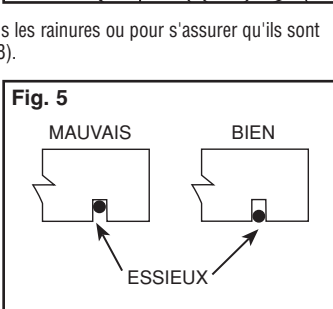 s les rainures ou pour s'assurer qu'ils sont
3).
Fig. 5
MAUVAIS BIEN
ESSIEUX